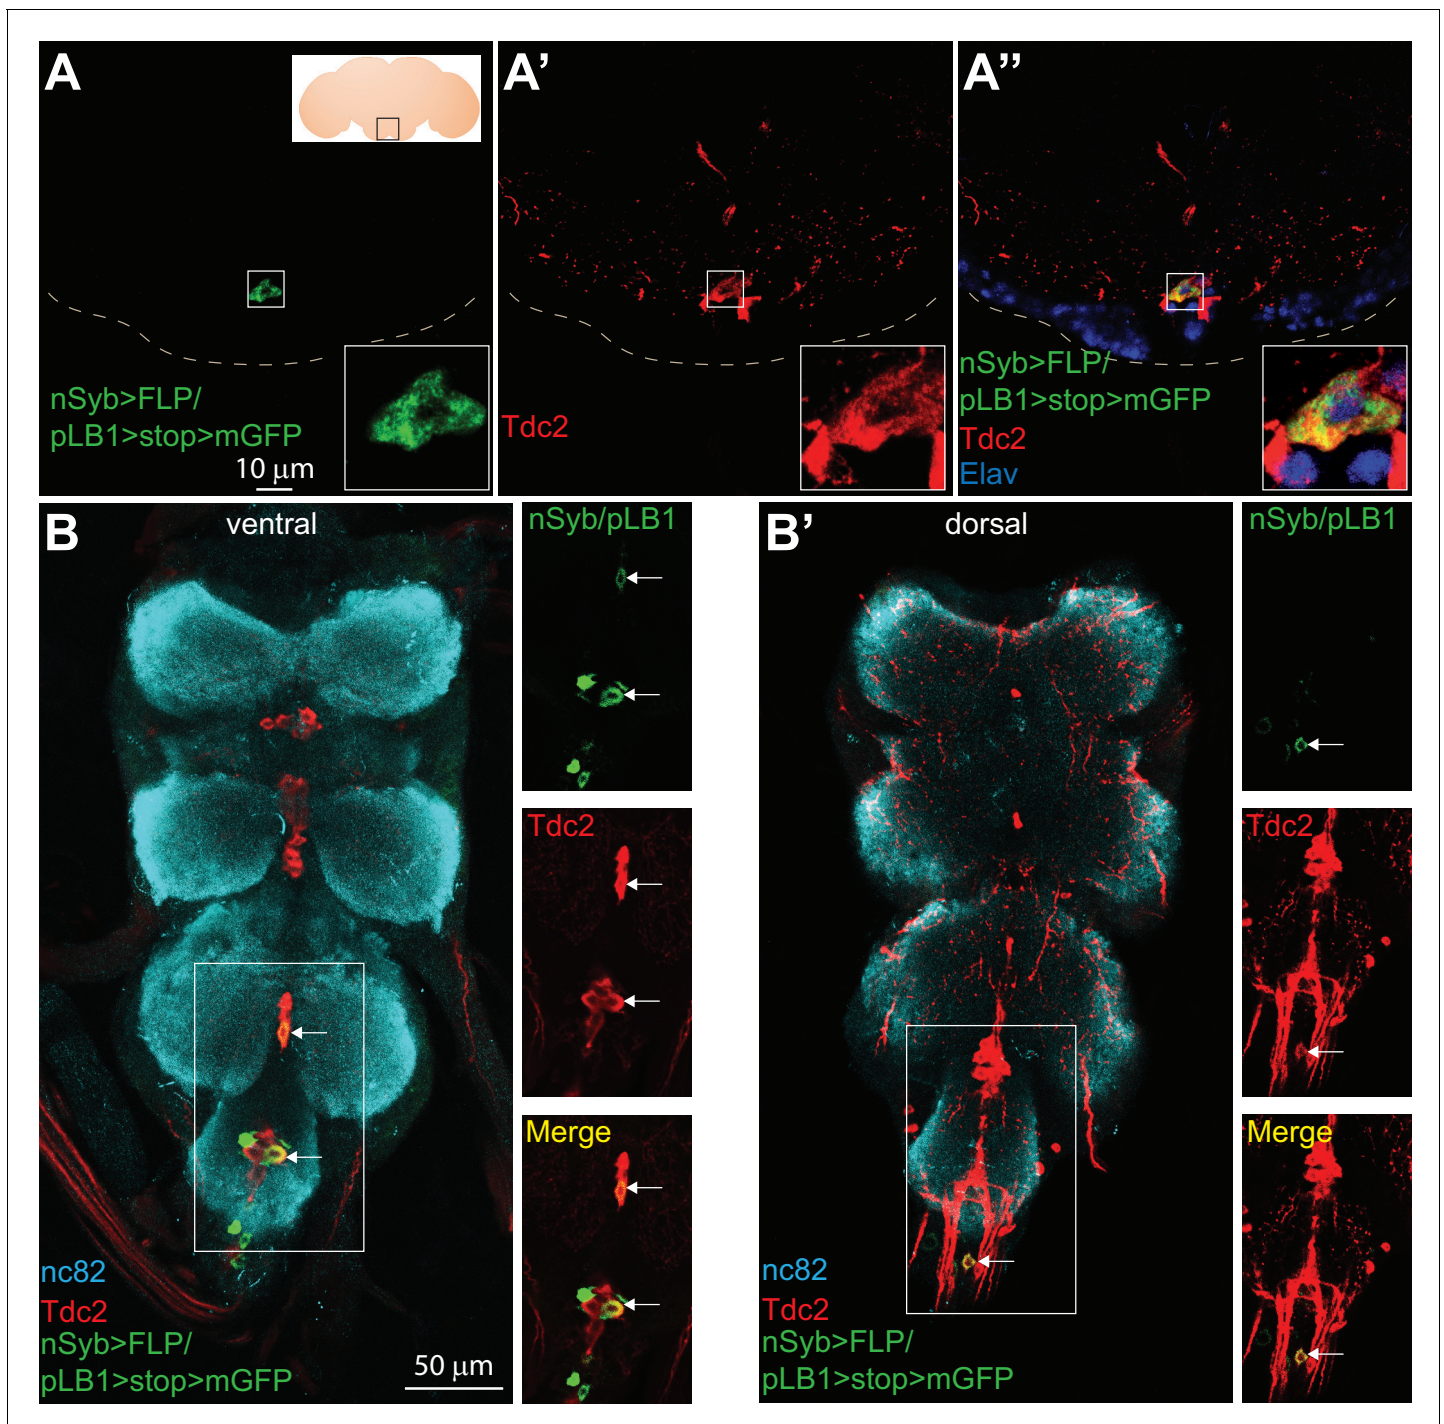 A
nSyb>FLP/
pLB1>stop>mGFP
10 μm
A'
Tdc2
A''
nSyb>FLP/
pLB1>stop>mGFP
Tdc2
Elav
B
ventral
nc82
Tdc2
nSyb>FLP/
pLB1>stop>mGFP
50 μm
nSyb/pLB1
Tdc2
Merge
B'
dorsal
nc82
Tdc2
nSyb>FLP/
pLB1>stop>mGFP
nSyb/pLB1
Tdc2
Merge